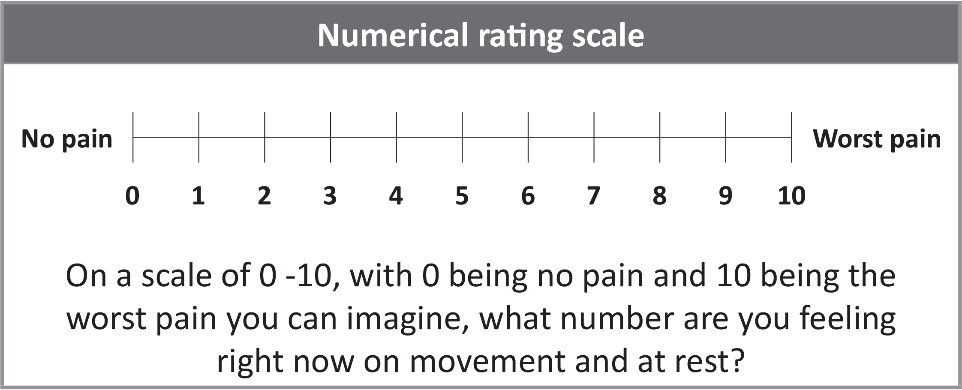 Numerical rating scale
No pain Worst pain
0 1 2 3 4 5 6 7 8 9 10
On a scale of 0 -10, with 0 being no pain and 10 being the
worst pain you can imagine, what number are you feeling
right now on movement and at rest?